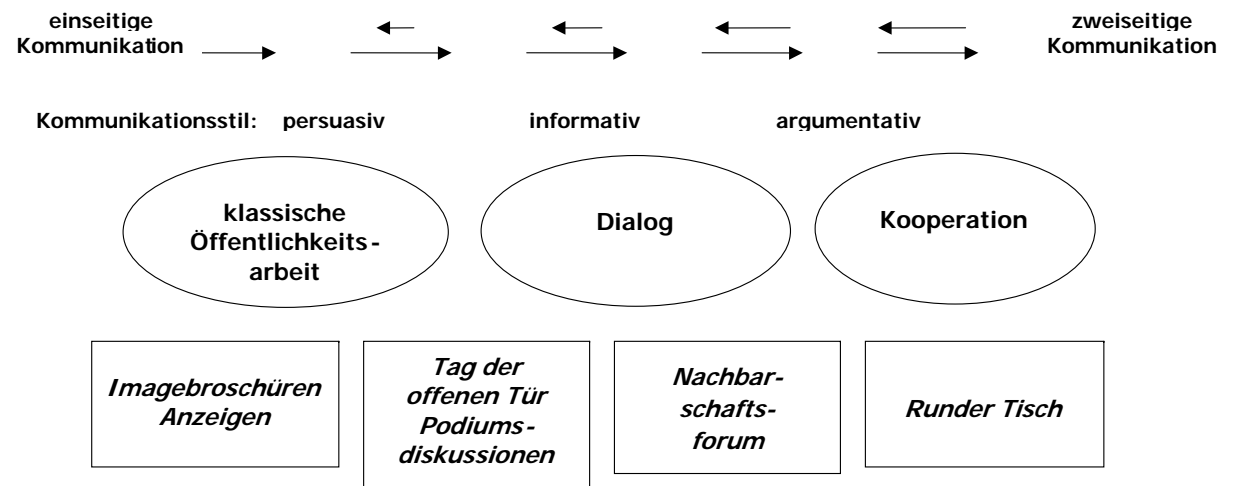 einseitige
Kommunikation
zweiseitige
Kommunikation
Kommunikationsstil: persuasiv informativ argumentativ
klassische
Öffentlichkeits-
arbeit
Dialog
Kooperation
Imagebroschüren
Anzeigen
Tag der
offenen Tür
Podiums-
diskussionen
Nachbar-
schafts-
forum
Runder Tisch